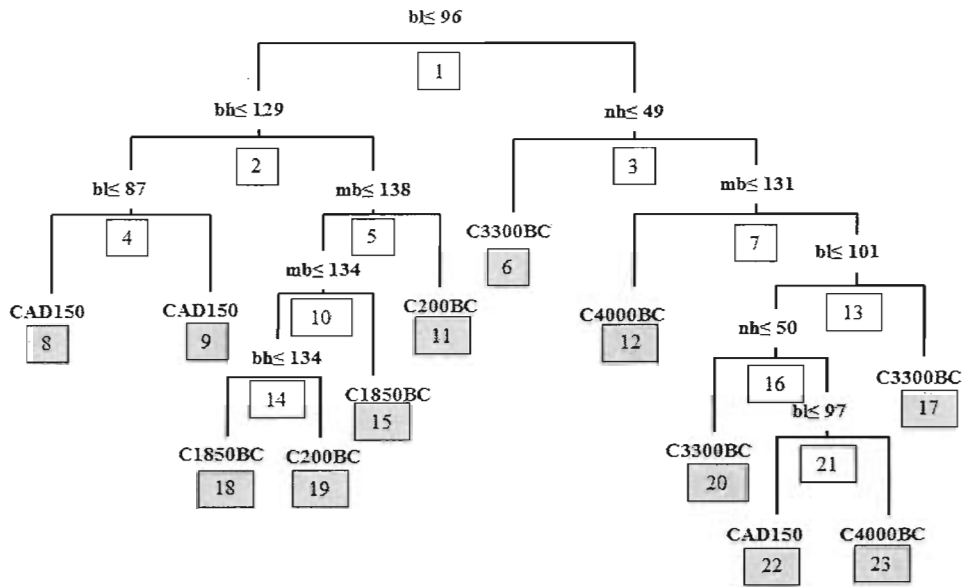 bl≤ 96
1
bh≤ 129
nh≤ 49
2
3
bl≤ 87
mb≤ 138
mb≤ 131
4
5
C3300BC
7
bl≤ 101
6
mb≤ 134
CAD150
CAD150
10
C200BC
C4000BC
13
8
9
11
12
nh≤ 50
bh≤ 134
14
C1850BC
16
C3300BC
15
bl≤ 97
17
C1850BC
C200BC
C3300BC
21
18
19
20
CAD150
C4000BC
22
23